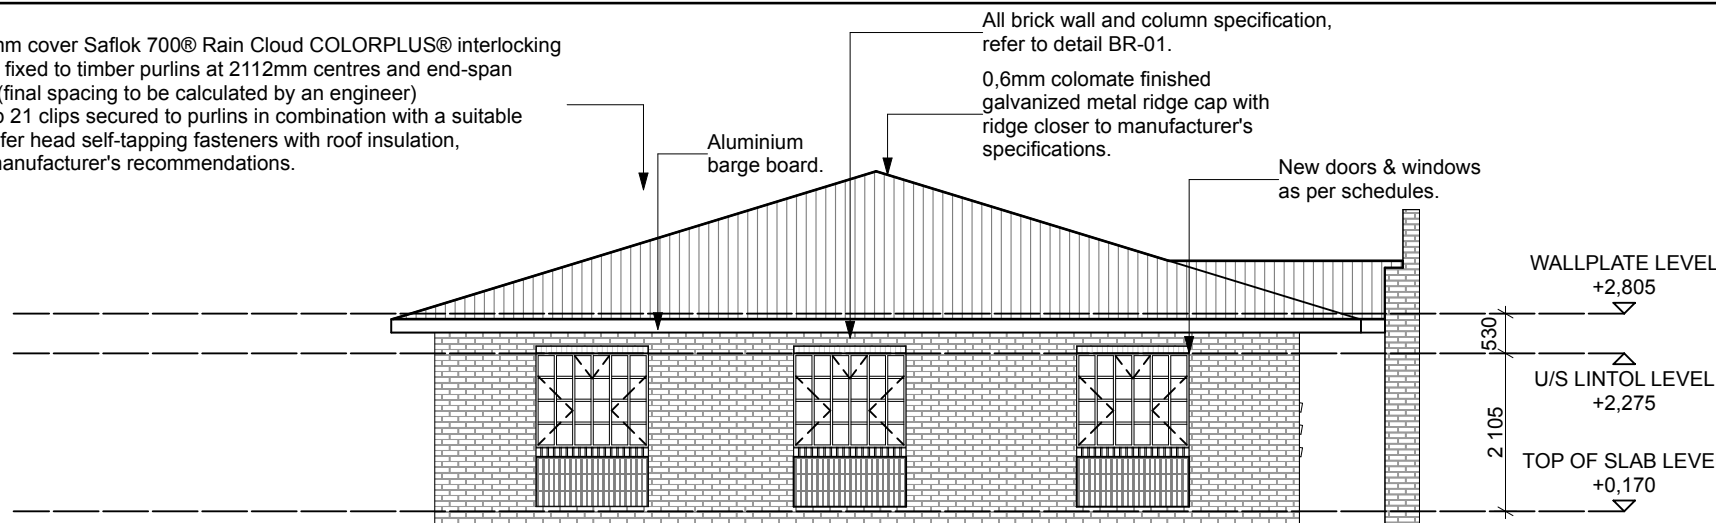 All brick wall and column specification,
refer to detail BR-01.
cover Saflok 700® Rain Cloud COLORPLUS® interlocking
fixed to timber purlins at 2112mm centres and end-span
(final spacing to be calculated by an engineer)
21 clips secured to purlins in combination with a suitable
head self-tapping fasteners with roof insulation,
manufacturer's recommendations.
0,6mm colomate finished
galvanized metal ridge cap with
ridge closer to manufacturer's
specifications.
Aluminium
barge board.
New doors & windows
as per schedules.
WALLPLATE LEVEL
+2,805
530
U/S LINTOL LEVEL
+2,275
2 105
TOP OF SLAB LEVE
+0,170